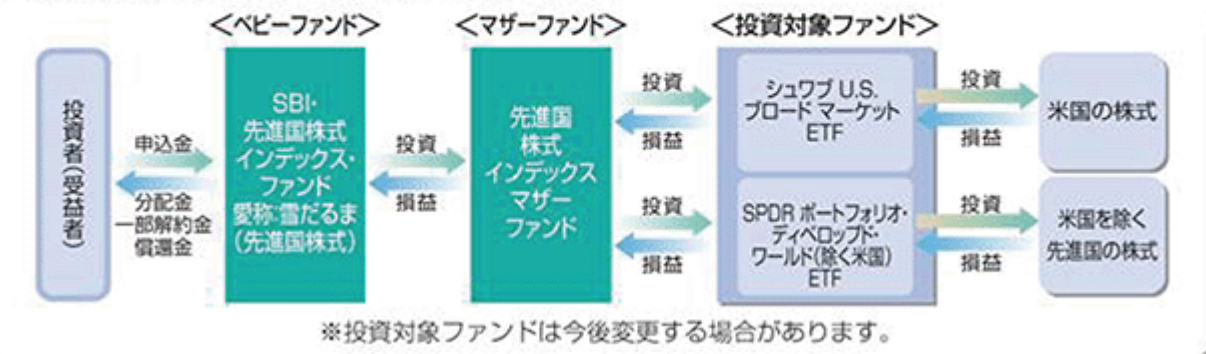 <ベビーファンド>
<マザーファンド>
<投資対象ファンド>
投資者(受益者)
申込金
分配金
一部解約金
償還金
SBI・
先進国株式
インデックス・
ファンド
愛称:雪だるま
(先進国株式)
投資
損益
先進国
株式
インデックス
マザー
ファンド
投資
損益
投資
損益
シュワブ U.S.
ブロード マーケット
ETF
SPDR ポートフォリオ・
ディベロップド・
ワールド(除く米国)
ETF
投資
損益
投資
損益
米国の株式
米国を除く
先進国の株式
※投資対象ファンドは今後変更する場合があります。